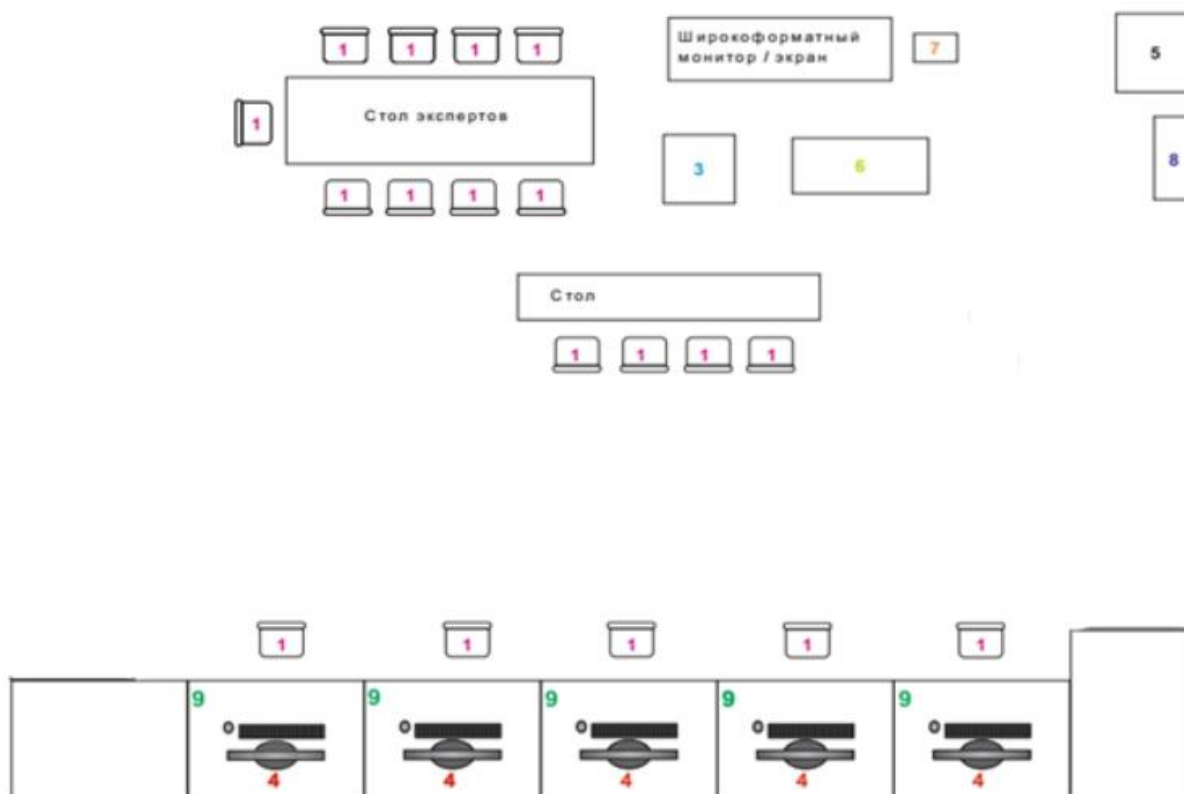 1 1 1 1
Широкоформатный
монитор / экран
7
5
1
Стол экспертов
3
6
8
1 1 1 1
Стол
1 1 1 1
1 1 1 1 1
9 9 9 9 9
4 4 4 4 4